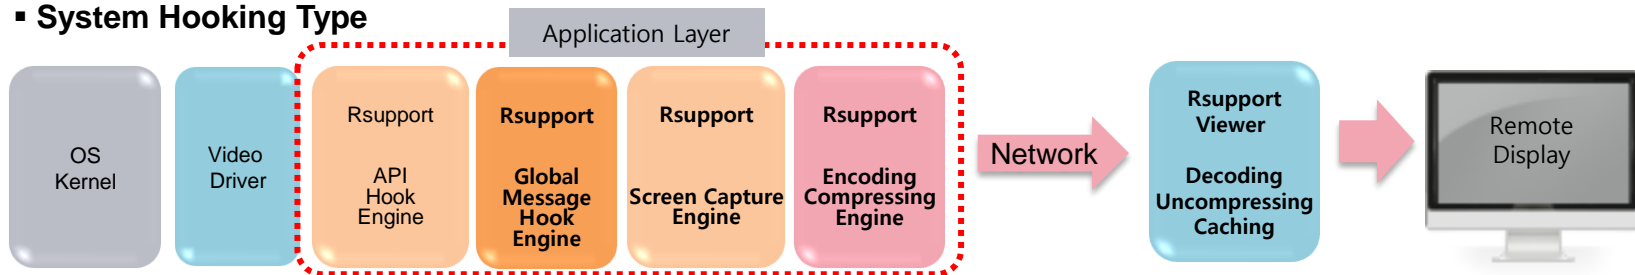 ▪ System Hooking Type
Application Layer
OS
Kernel
Video
Driver
Rsupport
API
Hook
Engine
Rsupport
Global
Message
Hook
Engine
Rsupport
Screen Capture
Engine
Rsupport
Encoding
Compressing
Engine
Network
Rsupport
Viewer
Decoding
Uncompressing
Caching
Remote
Display